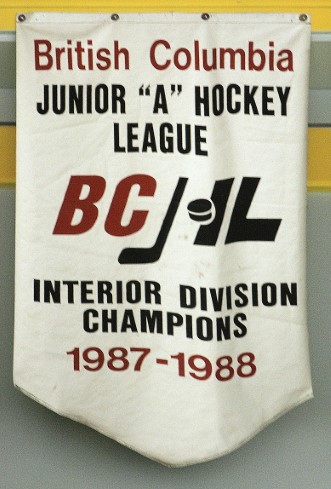 British Columbia
JUNIOR "A" HOCKEY
LEAGUE
BCJHL
INTERIOR DIVISION
CHAMPIONS
1987-1988